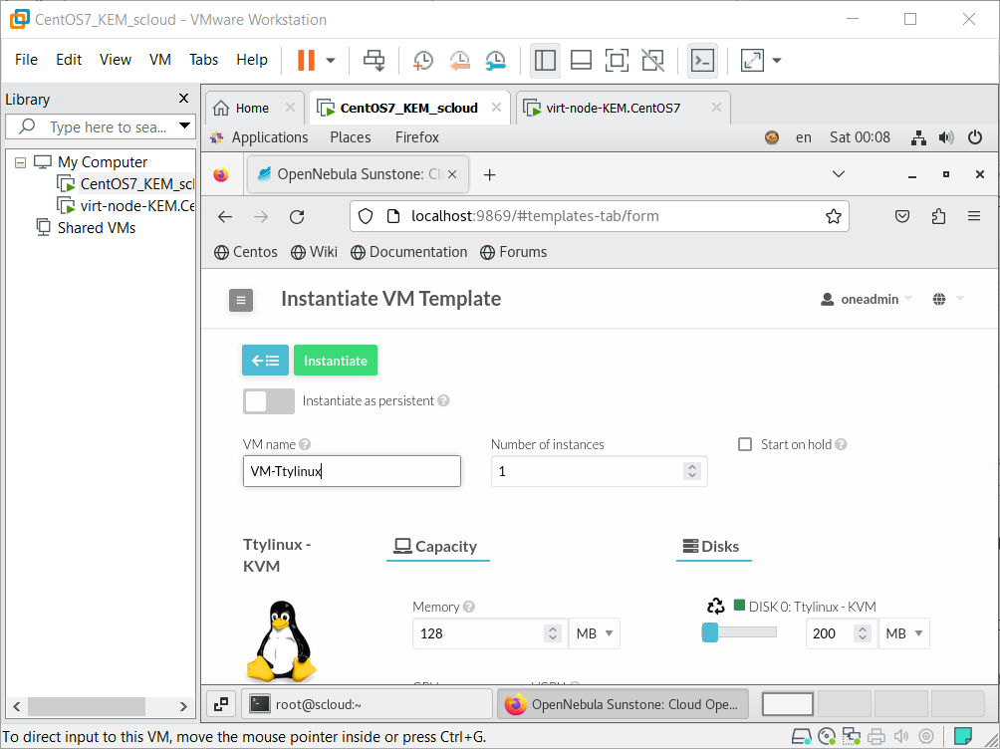 CentOS7_KEM_scloud - VMware Workstation
File Edit View VM Tabs Help
Library
Type here to sea...
My Computer
CentOS7_KEM_scl
virt-node-KEM.Ce
Shared VMs
Home CentOS7_KEM_scloud virt-node-KEM.CentOS7
Applications Places Firefox en Sat 00:08
OpenNebula Sunstone: Cl
localhost:9869/#templates-tab/form
Centos Wiki Documentation Forums
Instantiate VM Template oneadmin
Instantiate
Instantiate as persistent
VM name Number of instances Start on hold
VM-Ttylinux 1
Ttylinux - KVM
Capacity Disks
Memory DISK 0: Ttylinux - KVM
128 MB 200 MB
root@scloud:~ OpenNebula Sunstone: Cloud Ope...
To direct input to this VM, move the mouse pointer inside or press Ctrl+G.